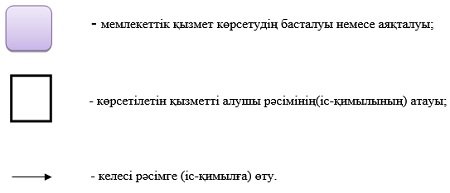 - мемлекеттік қызмет көрсетудің басталуы немесе аяқталуы;
- көрсетілетін қызметті алушы рәсімінің(іс-қимылының) атауы;
- келесі рәсімге (іс-қимылға) өту.